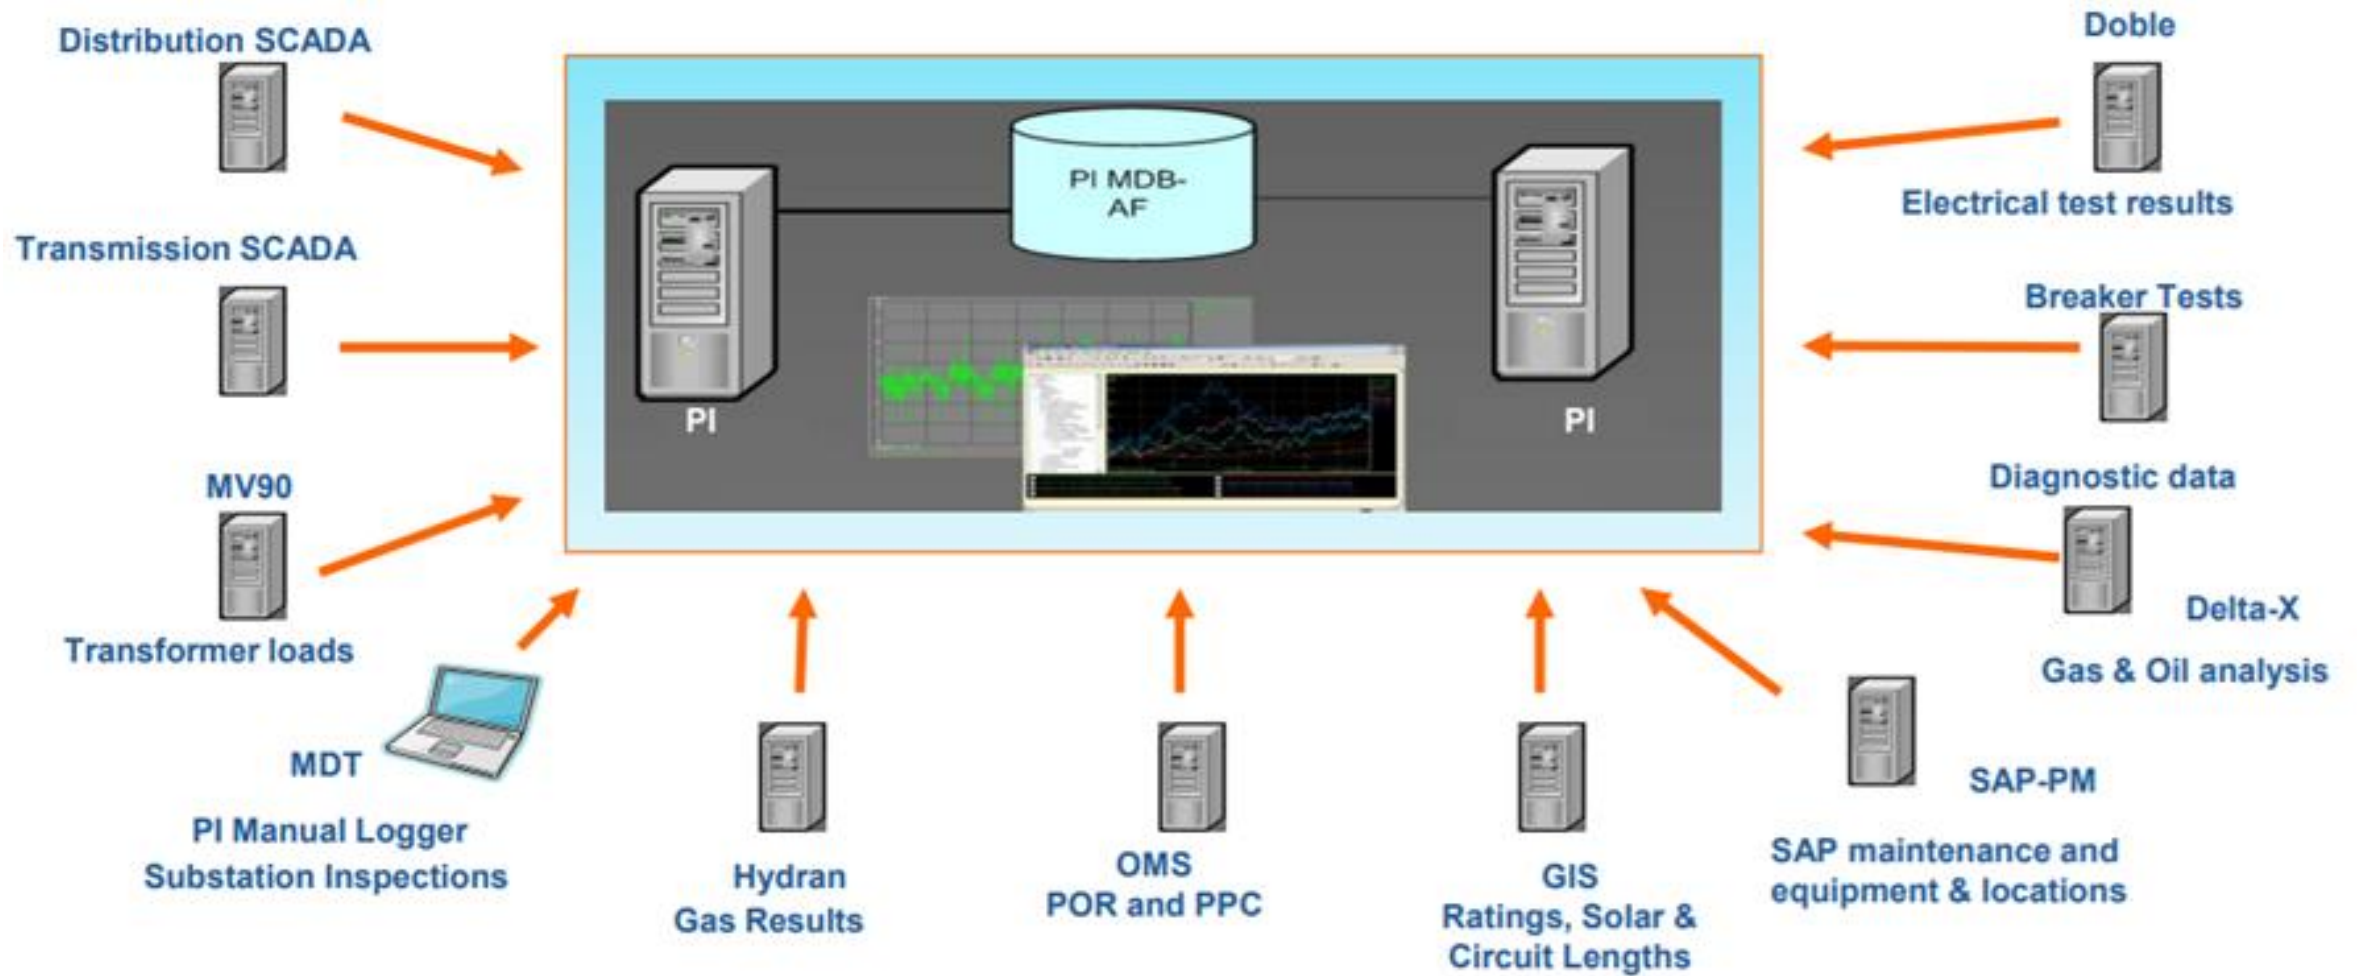 Distribution SCADA
Transmission SCADA
MV90
Transformer loads
MDT
PI Manual Logger
Substation Inspections
PI MDB-
AF
PI
PI
Hydran
Gas Results
OMS
POR and PPC
GIS
Ratings, Solar &
Circuit Lengths
Doble
Electrical test results
Breaker Tests
Diagnostic data
Delta-X
Gas & Oil analysis
SAP-PM
SAP maintenance and
equipment & locations